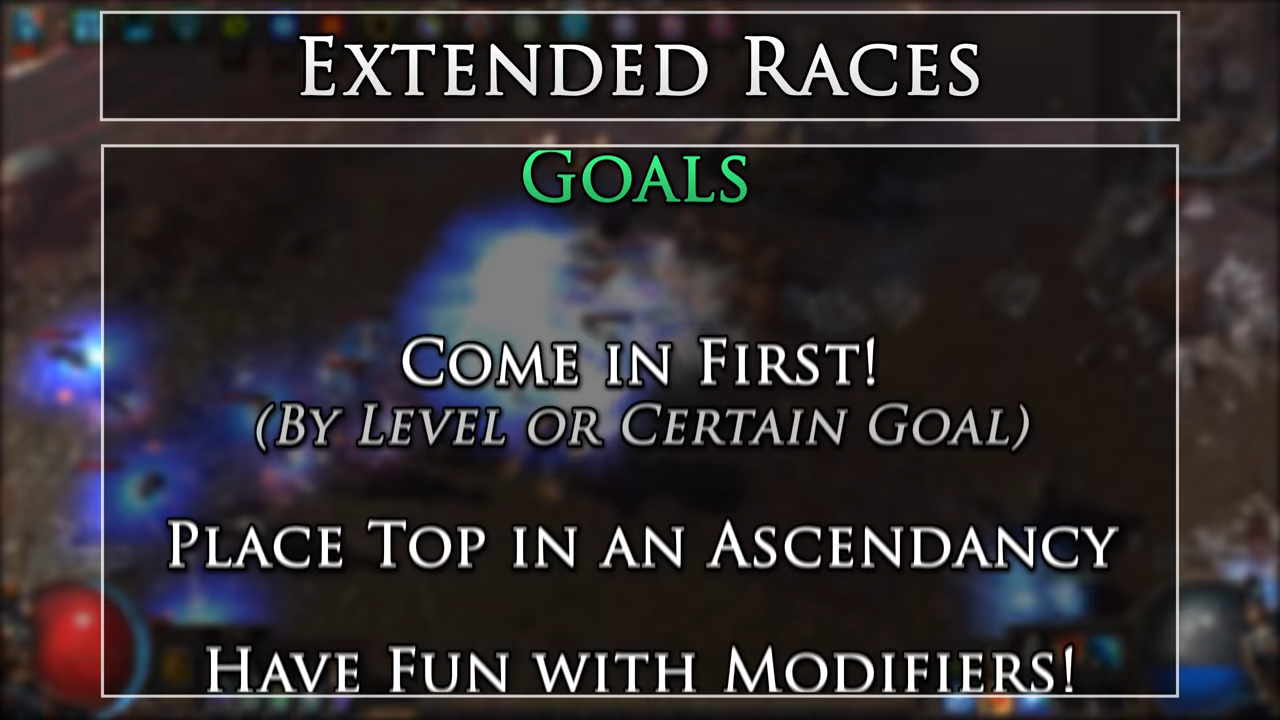 Extended Races
Goals
Come in First!
(By Level or Certain Goal)
Place Top in an Ascendancy
Have Fun with Modifiers!